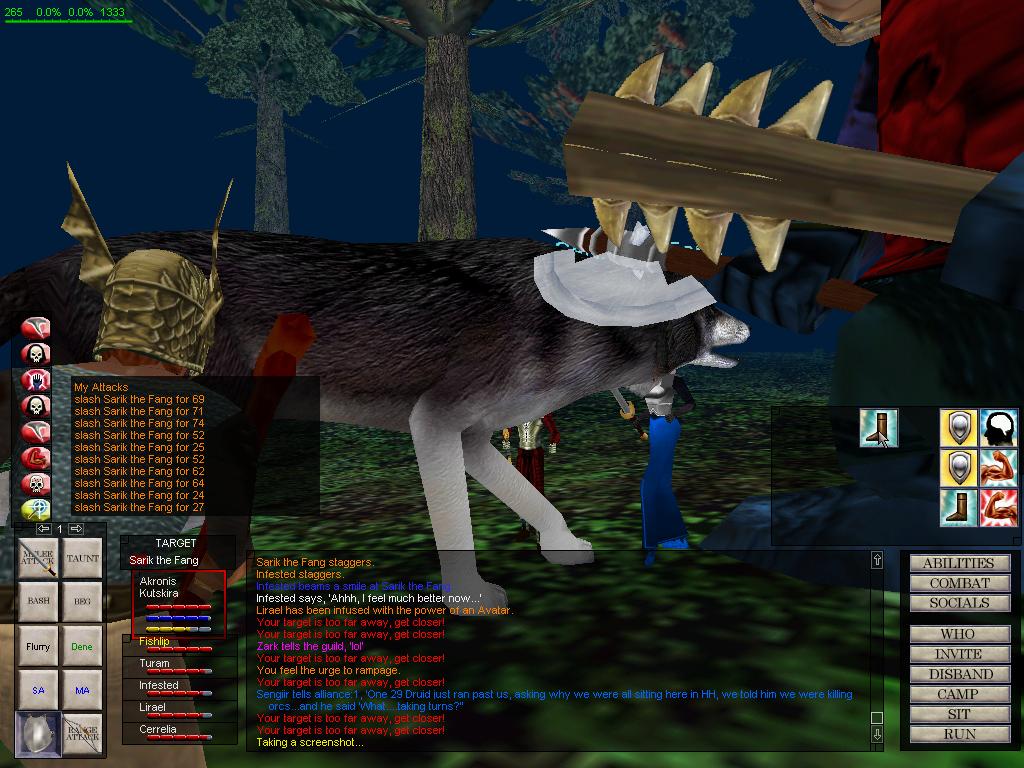 265 0.0% 0.0% 1333
My Attacks
slash Sarik the Fang for 69
slash Sarik the Fang for 71
slash Sarik the Fang for 74
slash Sarik the Fang for 52
slash Sarik the Fang for 25
slash Sarik the Fang for 52
slash Sarik the Fang for 62
slash Sarik the Fang for 64
slash Sarik the Fang for 24
slash Sarik the Fang for 27
1
MELEE ATTACK
TAUNT
BASH
BEG
Flurry
Dene
SA
MA
RANGE ATTACK
TARGET
Sarik the Fang
Akronis
Kutskira
Fishlip
Turam
Infested
Lirael
Cerrelia
Sarik the Fang staggers.
Infested staggers.
Infested beams a smile at Sarik the Fang
Infested says, 'Ahhh, I feel much better now...'
Lirael has been infused with the power of an Avatar.
Your target is too far away, get closer!
Your target is too far away, get closer!
Zark tells the guild, 'lol'
Your target is too far away, get closer!
You feel the urge to rampage.
Your target is too far away, get closer!
Sengiir tells alliance:1, 'One 29 Druid just ran past us, asking why we were all sitting here in HH, we told him we were killing
orcs...and he said 'What....taking turns?''
Your target is too far away, get closer!
Your target is too far away, get closer!
Taking a screenshot...
ABILITIES
COMBAT
SOCIALS
WHO
INVITE
DISBAND
CAMP
SIT
RUN